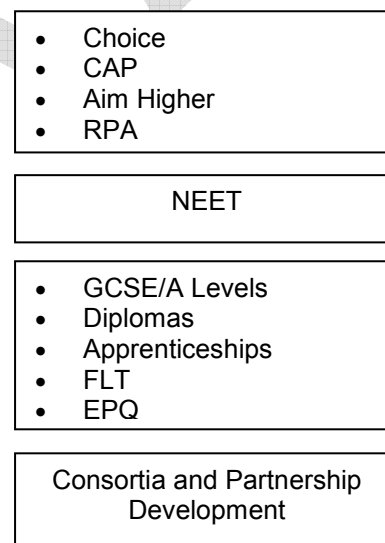 • Choice
• CAP
• Aim Higher
• RPA
NEET
• GCSE/A Levels
• Diplomas
• Apprenticeships
• FLT
• EPQ
Consortia and Partnership
Development